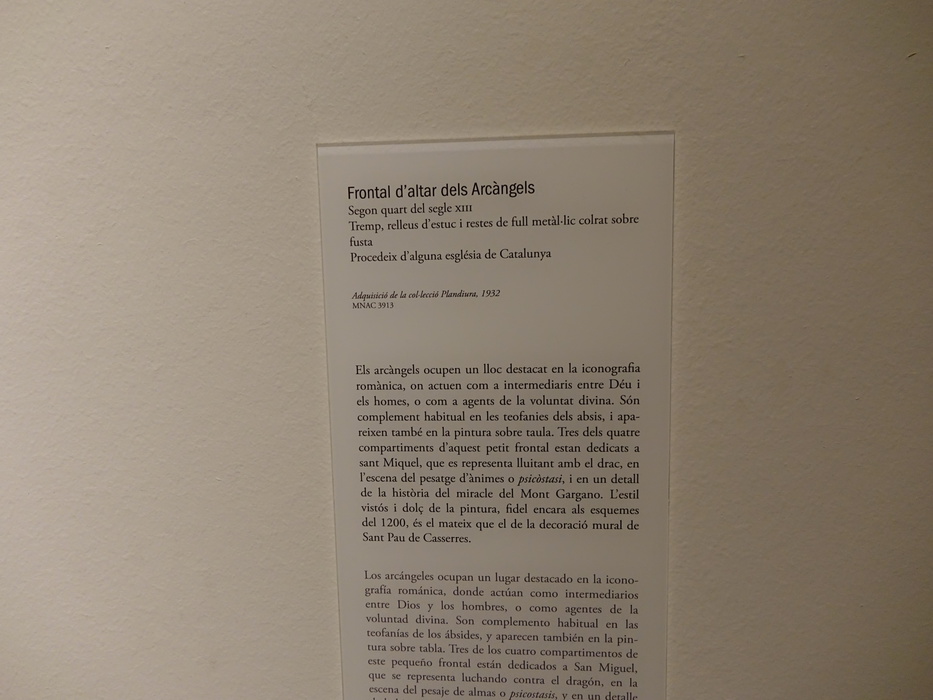 Frontal d'altar dels Arcàngels
Segon quart del segle XIII
Tremp, relleus d'estuc i restes de full metàl·lic colrat sobre
fusta
Procedeix d'alguna església de Catalunya
Adquisició de la col·lecció Plandiura, 1932
MNAC 3913
Els arcàngels ocupen un lloc destacat en la iconografia
romànica, on actuen com a intermediaris entre Déu i
els homes, o com a agents de la voluntat divina. Són
complement habitual en les teofanies dels absis, i apa-
reixen també en la pintura sobre taula. Tres dels quatre
compartiments d'aquest petit frontal estan dedicats a
sant Miquel, que es representa lluitant amb el drac, en
l'escena del pesatge d'ànimes o psicòstasi, i en un detall
de la història del miracle del Mont Gargano. L'estil
vistós i dolç de la pintura, fidel encara als esquemes
del 1200, és el mateix que el de la decoració mural de
Sant Pau de Casserres.
Los arcángeles ocupan un lugar destacado en la icono-
grafía románica, donde actúan como intermediarios
entre Dios y los hombres, o como agentes de la
voluntad divina. Son complemento habitual en las
teofanías de los ábsides, y aparecen también en la pin-
tura sobre tabla. Tres de los cuatro compartimentos de
este pequeño frontal están dedicados a San Miguel,
que se representa luchando contra el dragón, en la
escena del pesaje de almas o psicostasis, y en un detalle